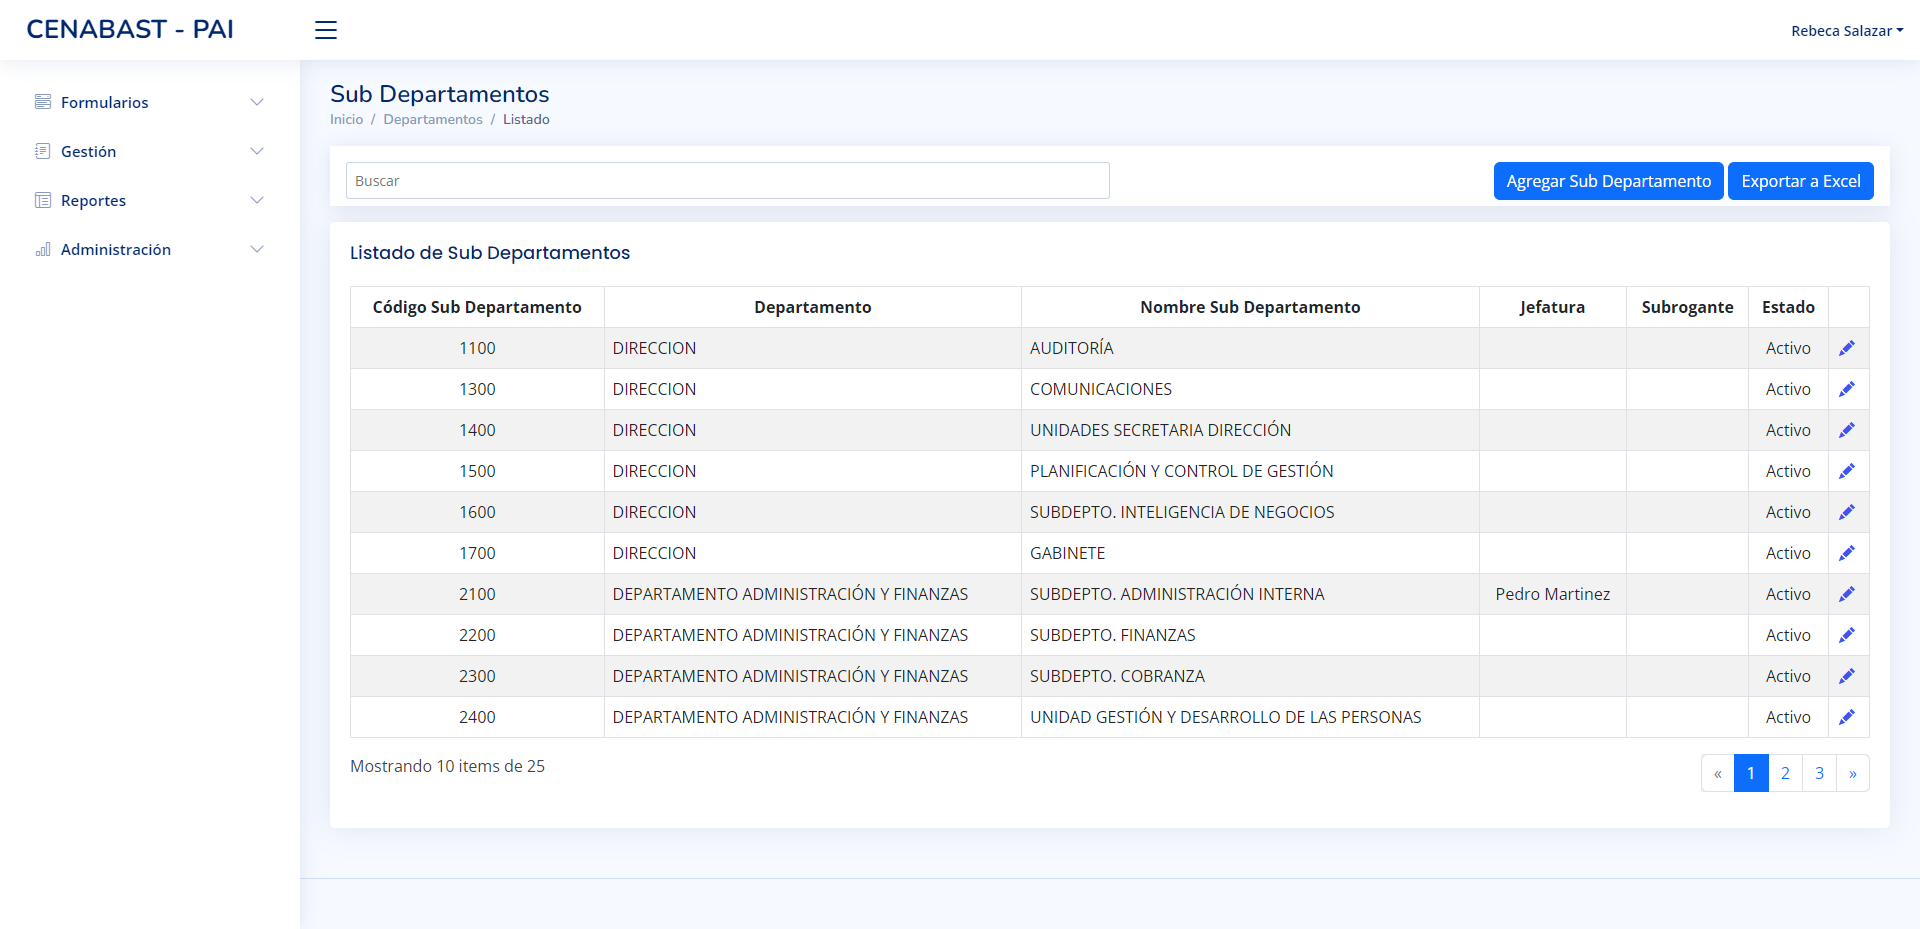 CENABAST - PAI
Rebeca Salazar
Formularios
Gestión
Reportes
Administración
Sub Departamentos
Inicio / Departamentos / Listado
Buscar
Agregar Sub Departamento
Exportar a Excel
Listado de Sub Departamentos
Código Sub Departamento Departamento Nombre Sub Departamento Jefatura Subrogante Estado
1100 DIRECCION AUDITORÍA Activo
1300 DIRECCION COMUNICACIONES Activo
1400 DIRECCION UNIDADES SECRETARIA DIRECCIÓN Activo
1500 DIRECCION PLANIFICACIÓN Y CONTROL DE GESTIÓN Activo
1600 DIRECCION SUBDEPTO. INTELIGENCIA DE NEGOCIOS Activo
1700 DIRECCION GABINETE Activo
2100 DEPARTAMENTO ADMINISTRACIÓN Y FINANZAS SUBDEPTO. ADMINISTRACIÓN INTERNA Pedro Martinez Activo
2200 DEPARTAMENTO ADMINISTRACIÓN Y FINANZAS SUBDEPTO. FINANZAS Activo
2300 DEPARTAMENTO ADMINISTRACIÓN Y FINANZAS SUBDEPTO. COBRANZA Activo
2400 DEPARTAMENTO ADMINISTRACIÓN Y FINANZAS UNIDAD GESTIÓN Y DESARROLLO DE LAS PERSONAS Activo
Mostrando 10 items de 25
« 1 2 3 »